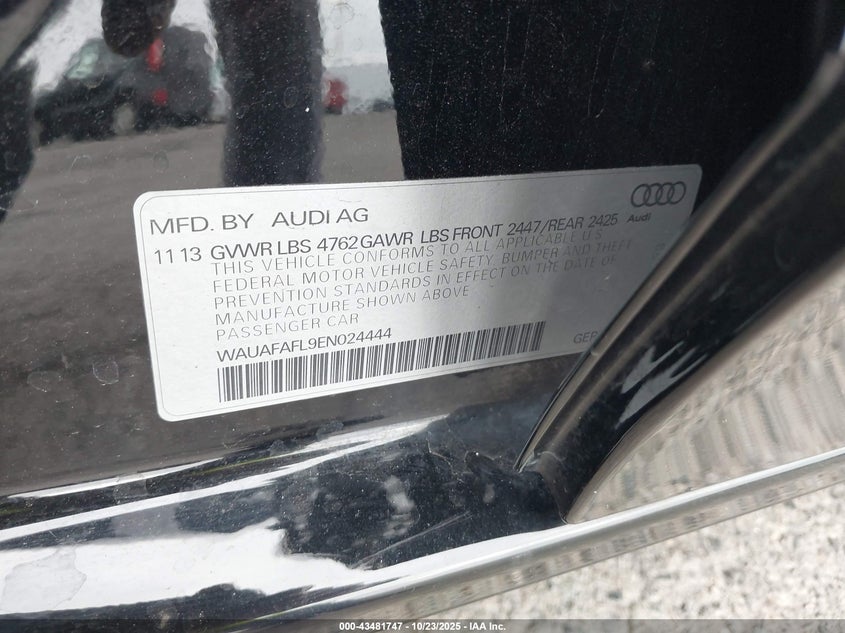 MFD. BY AUDI AG
Audi
11 13 GVWR LBS 4762 GAWR LBS FRONT 2447/REAR 2425
THIS VEHICLE CONFORMS TO ALL APPLICABLE U.S.
FEDERAL MOTOR VEHICLE SAFETY, BUMPER AND THEFT
PREVENTION STANDARDS IN EFFECT ON THE DATE OF
MANUFACTURE SHOWN ABOVE
PASSENGER CAR
WAUAFAFL9EN024444
GEP
000-43481747 - 10/23/2025 - IAA Inc.